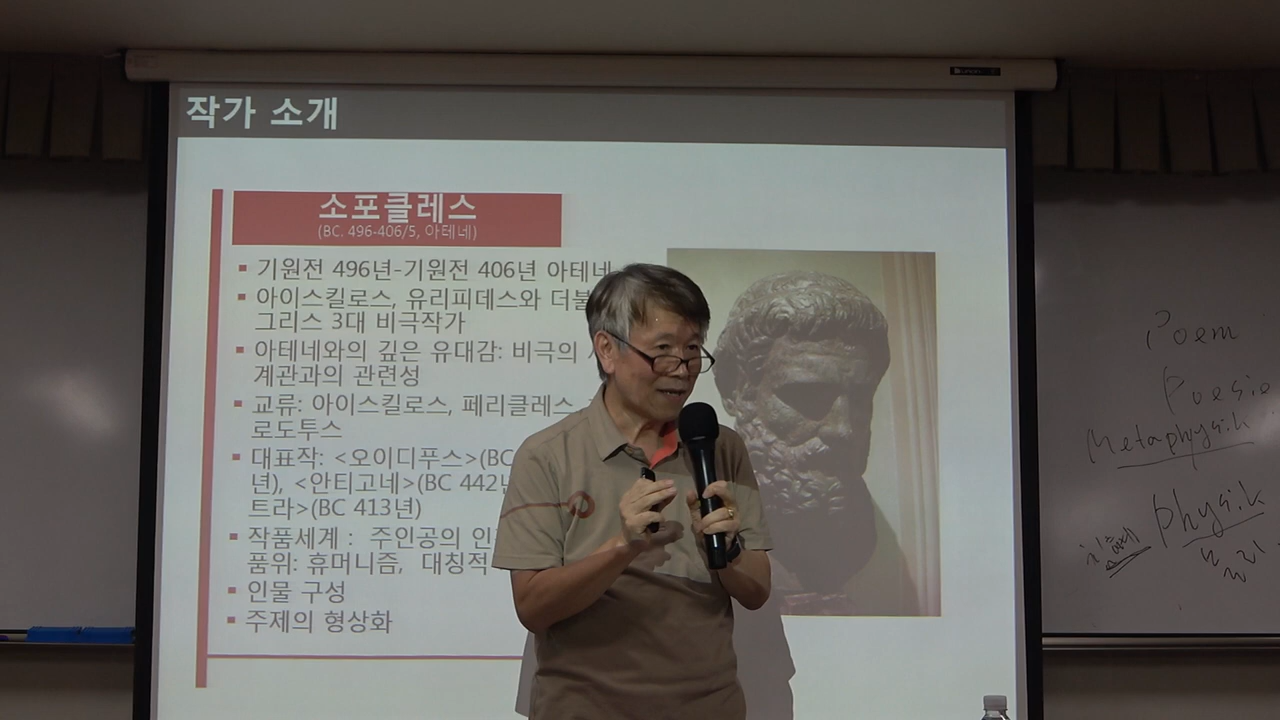 작가 소개
소포클레스
(BC. 496-406/5, 아테네)
▪ 기원전 496년-기원전 406년 아테네
▪ 아이스킬로스, 유리피데스와 더불
그리스 3대 비극작가
▪ 아테네와의 깊은 유대감: 비극의
계관과의 관련성
▪ 교류: 아이스킬로스, 페리클레스,
로도투스
▪ 대표작: <오이디푸스>(BC
년), <안티고네>(BC 442년
트라>(BC 413년)
▪ 작품세계 : 주인공의 인
품위: 휴머니즘, 대칭적
▪ 인물 구성
▪ 주제의 형상화
Poem
Poesie
Metaphysik
Physik